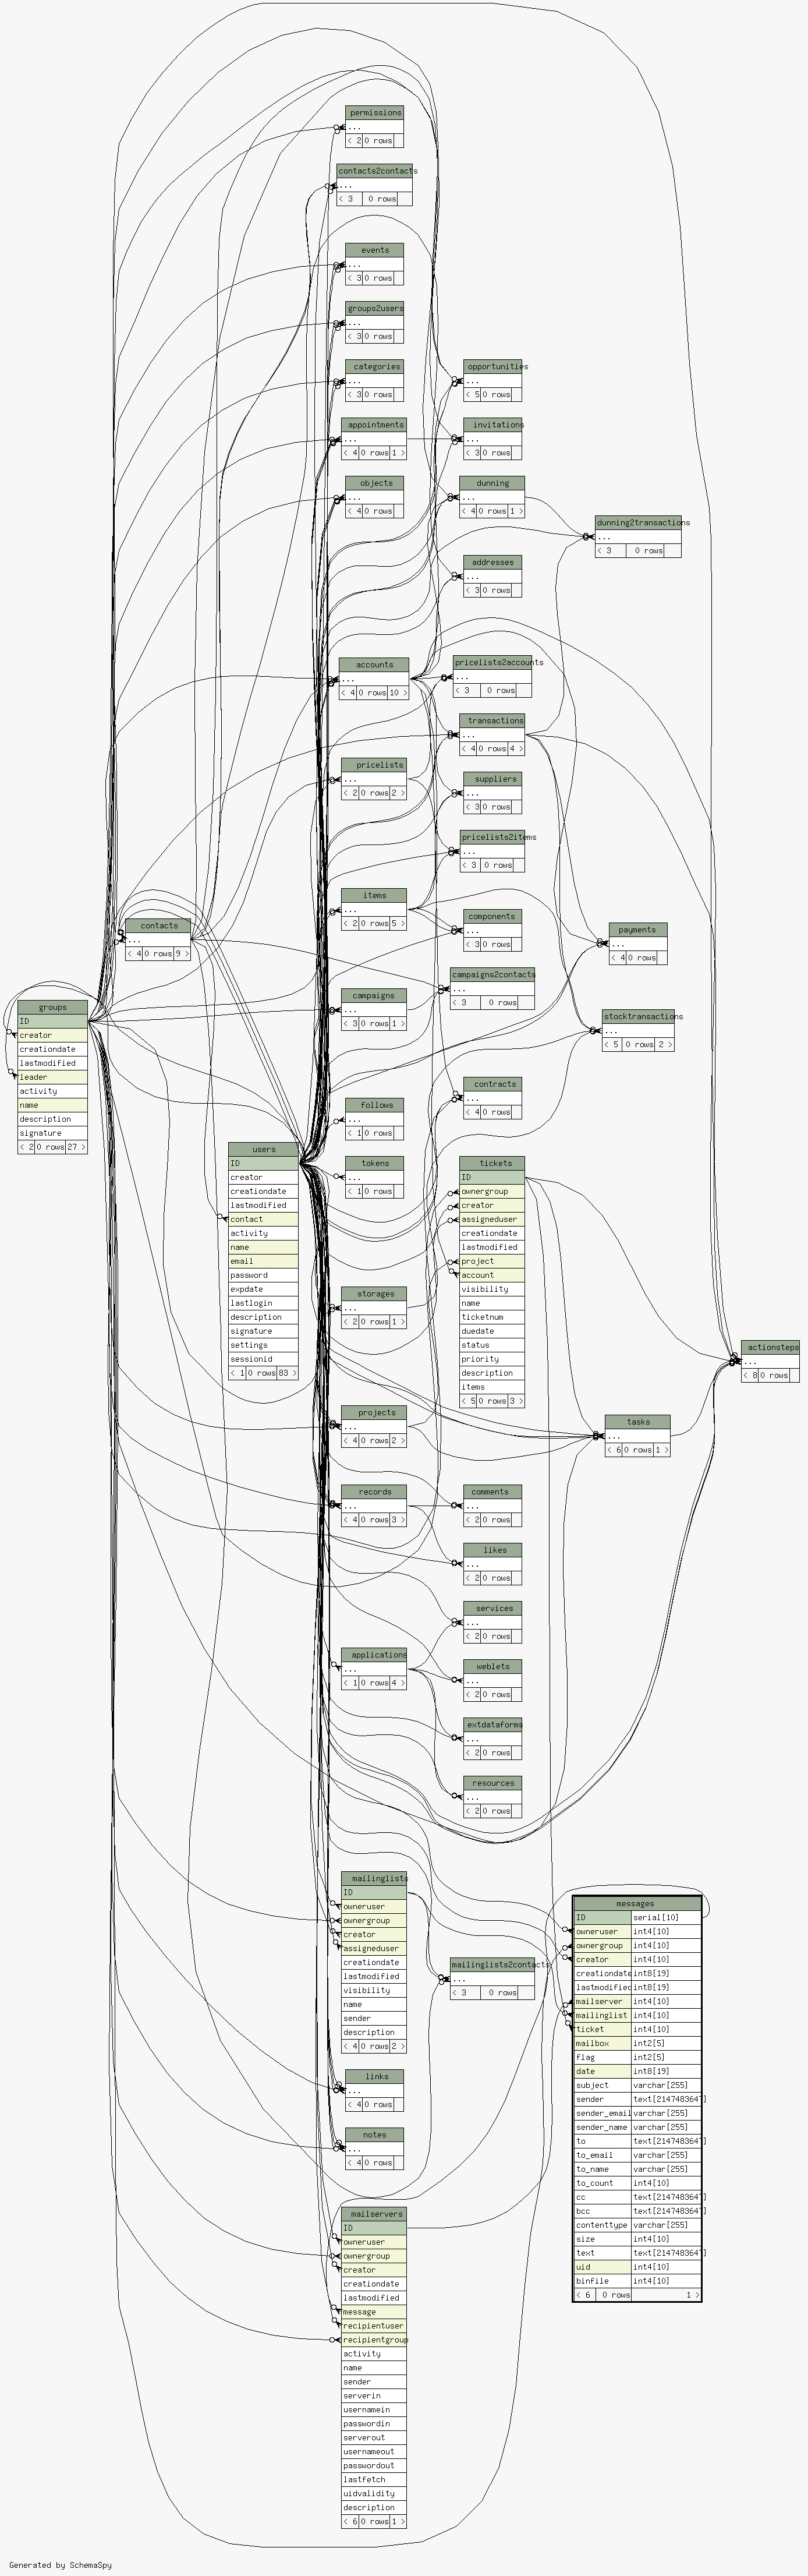 permissions
...
< 2 0 rows
contacts2contacts
...
< 3 0 rows
events
...
< 3 0 rows
groups2users
...
< 3 0 rows
categories
...
< 3 0 rows
opportunities
...
< 5 0 rows
appointments
...
< 4 0 rows 1 >
invitations
...
< 3 0 rows
objects
...
< 4 0 rows
dunning
...
< 4 0 rows 1 >
dunning2transactions
...
< 3 0 rows
addresses
...
< 3 0 rows
accounts
...
< 4 0 rows 10 >
pricelists2accounts
...
< 3 0 rows
transactions
...
< 4 0 rows 4 >
pricelists
...
< 2 0 rows 2 >
suppliers
...
< 3 0 rows
pricelists2items
...
< 3 0 rows
items
...
< 2 0 rows 5 >
components
...
< 3 0 rows
contacts
...
< 4 0 rows 9 >
payments
...
< 4 0 rows
campaigns2contacts
...
< 3 0 rows
campaigns
...
< 3 0 rows 1 >
stocktransactions
...
< 5 0 rows 2 >
groups
ID
creator
creationdate
lastmodified
leader
activity
name
description
signature
< 2 0 rows 27 >
contracts
...
< 4 0 rows
follows
...
< 1 0 rows
tokens
...
< 1 0 rows
users
ID
creator
creationdate
lastmodified
contact
activity
name
email
password
expdate
lastlogin
description
signature
settings
sessionid
< 1 0 rows 83 >
tickets
ID
ownergroup
creator
assigneduser
creationdate
lastmodified
project
account
visibility
name
ticketnum
duedate
status
priority
description
items
< 5 0 rows 3 >
storages
...
< 2 0 rows 1 >
actionsteps
...
< 8 0 rows
projects
...
< 4 0 rows 2 >
tasks
...
< 6 0 rows 1 >
records
...
< 4 0 rows 3 >
comments
...
< 2 0 rows
likes
...
< 2 0 rows
services
...
< 2 0 rows
applications
...
< 1 0 rows 4 >
weblets
...
< 2 0 rows
extdataforms
...
< 2 0 rows
resources
...
< 2 0 rows
mailinglists
ID
owneruser
ownergroup
creator
assigneduser
creationdate
lastmodified
visibility
name
sender
description
< 4 0 rows 2 >
mailinglists2contacts
...
< 3 0 rows
messages
ID serial[10]
owneruser int4[10]
ownergroup int4[10]
creator int4[10]
creationdate int8[19]
lastmodified int8[19]
mailserver int4[10]
mailinglist int4[10]
ticket int4[10]
mailbox int2[5]
flag int2[5]
date int8[19]
subject varchar[255]
sender text[2147483647]
sender_email varchar[255]
sender_name varchar[255]
to text[2147483647]
to_email varchar[255]
to_name varchar[255]
to_count int4[10]
cc text[2147483647]
bcc text[2147483647]
contenttype varchar[255]
size int4[10]
text text[2147483647]
uid int4[10]
binfile int4[10]
< 6 0 rows 1 >
links
...
< 4 0 rows
notes
...
< 4 0 rows
mailservers
ID
owneruser
ownergroup
creator
creationdate
lastmodified
message
recipientuser
recipientgroup
activity
name
sender
serverin
usernamein
passwordin
serverout
usernameout
passwordout
lastfetch
uidvalidity
description
< 6 0 rows 1 >
Generated by SchemaSpy